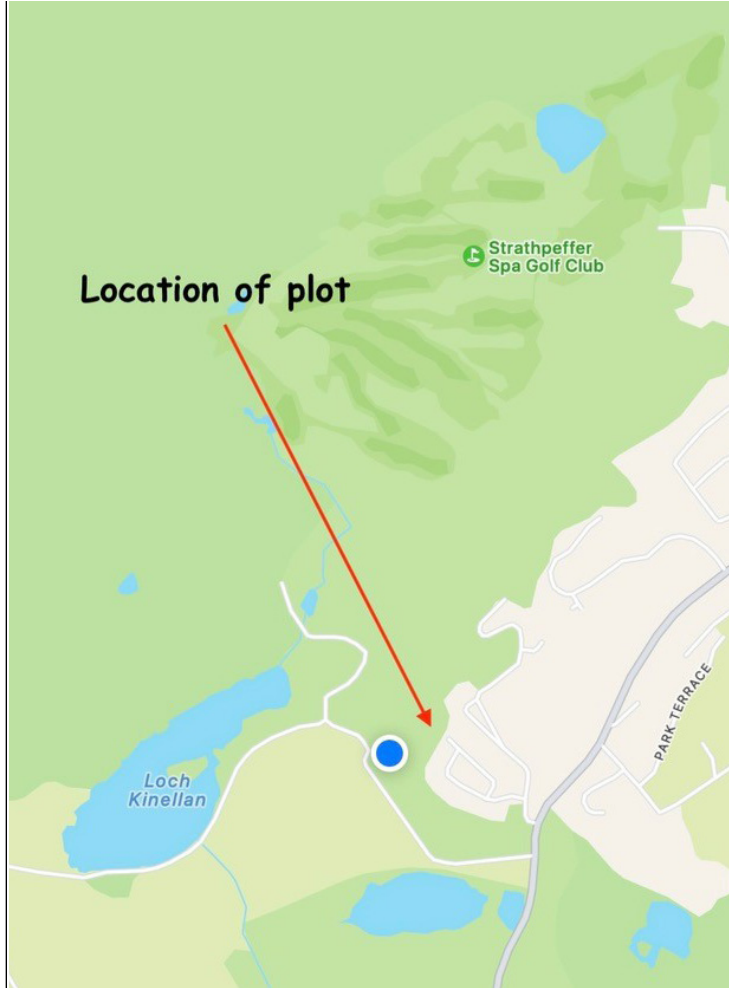 Strathpeffer
Spa Golf Club
Location of plot
Loch
Kinellan
PARK TERRACE